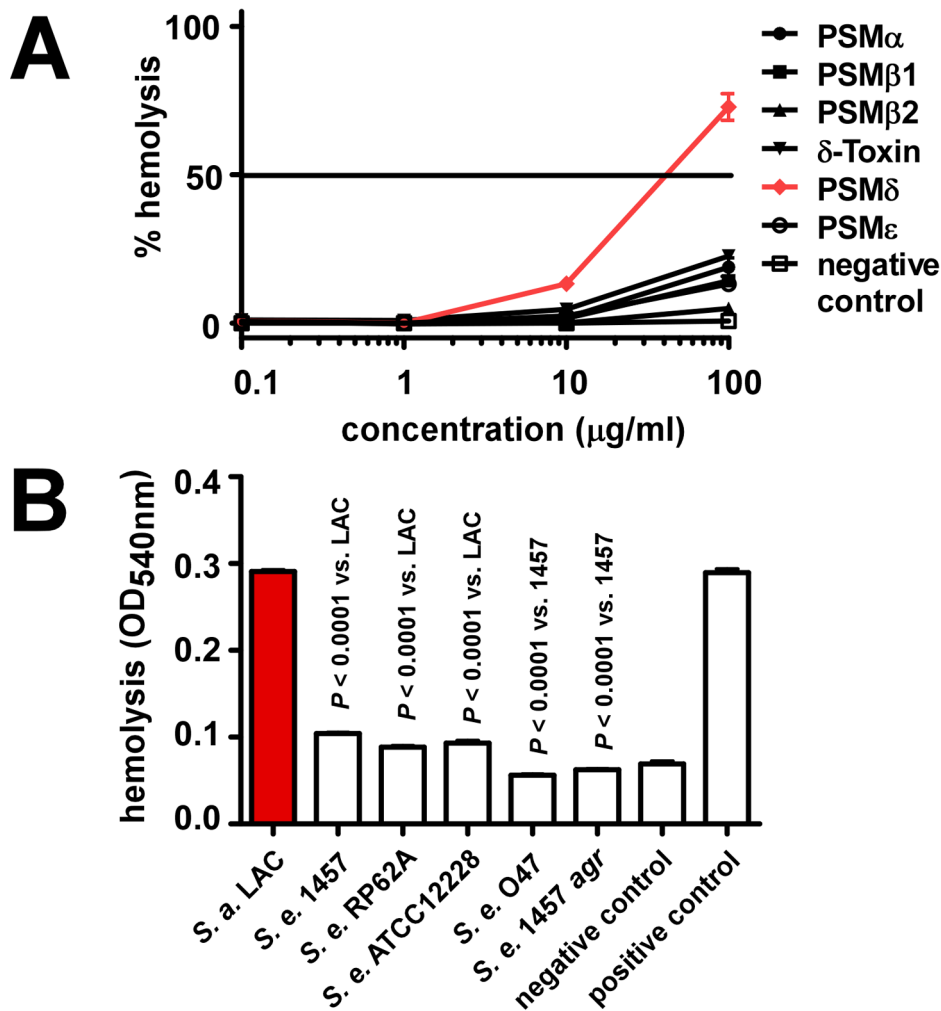 A
% hemolysis
100
50
0
0.1 1 10 100
concentration (μg/ml)
PSMα
PSMβ1
PSMβ2
δ-Toxin
PSMδ
PSMε
negative
control
B
hemolysis (OD540nm)
0.4
0.3
0.2
0.1
0.0
P < 0.0001 vs. LAC
P < 0.0001 vs. LAC
P < 0.0001 vs. LAC
P < 0.0001 vs. 1457
P < 0.0001 vs. 1457
S. a. LAC
S. e. 1457
S. e. RP62A
S. e. ATCC12228
S. e. O47
S. e. 1457 agr
negative control
positive control